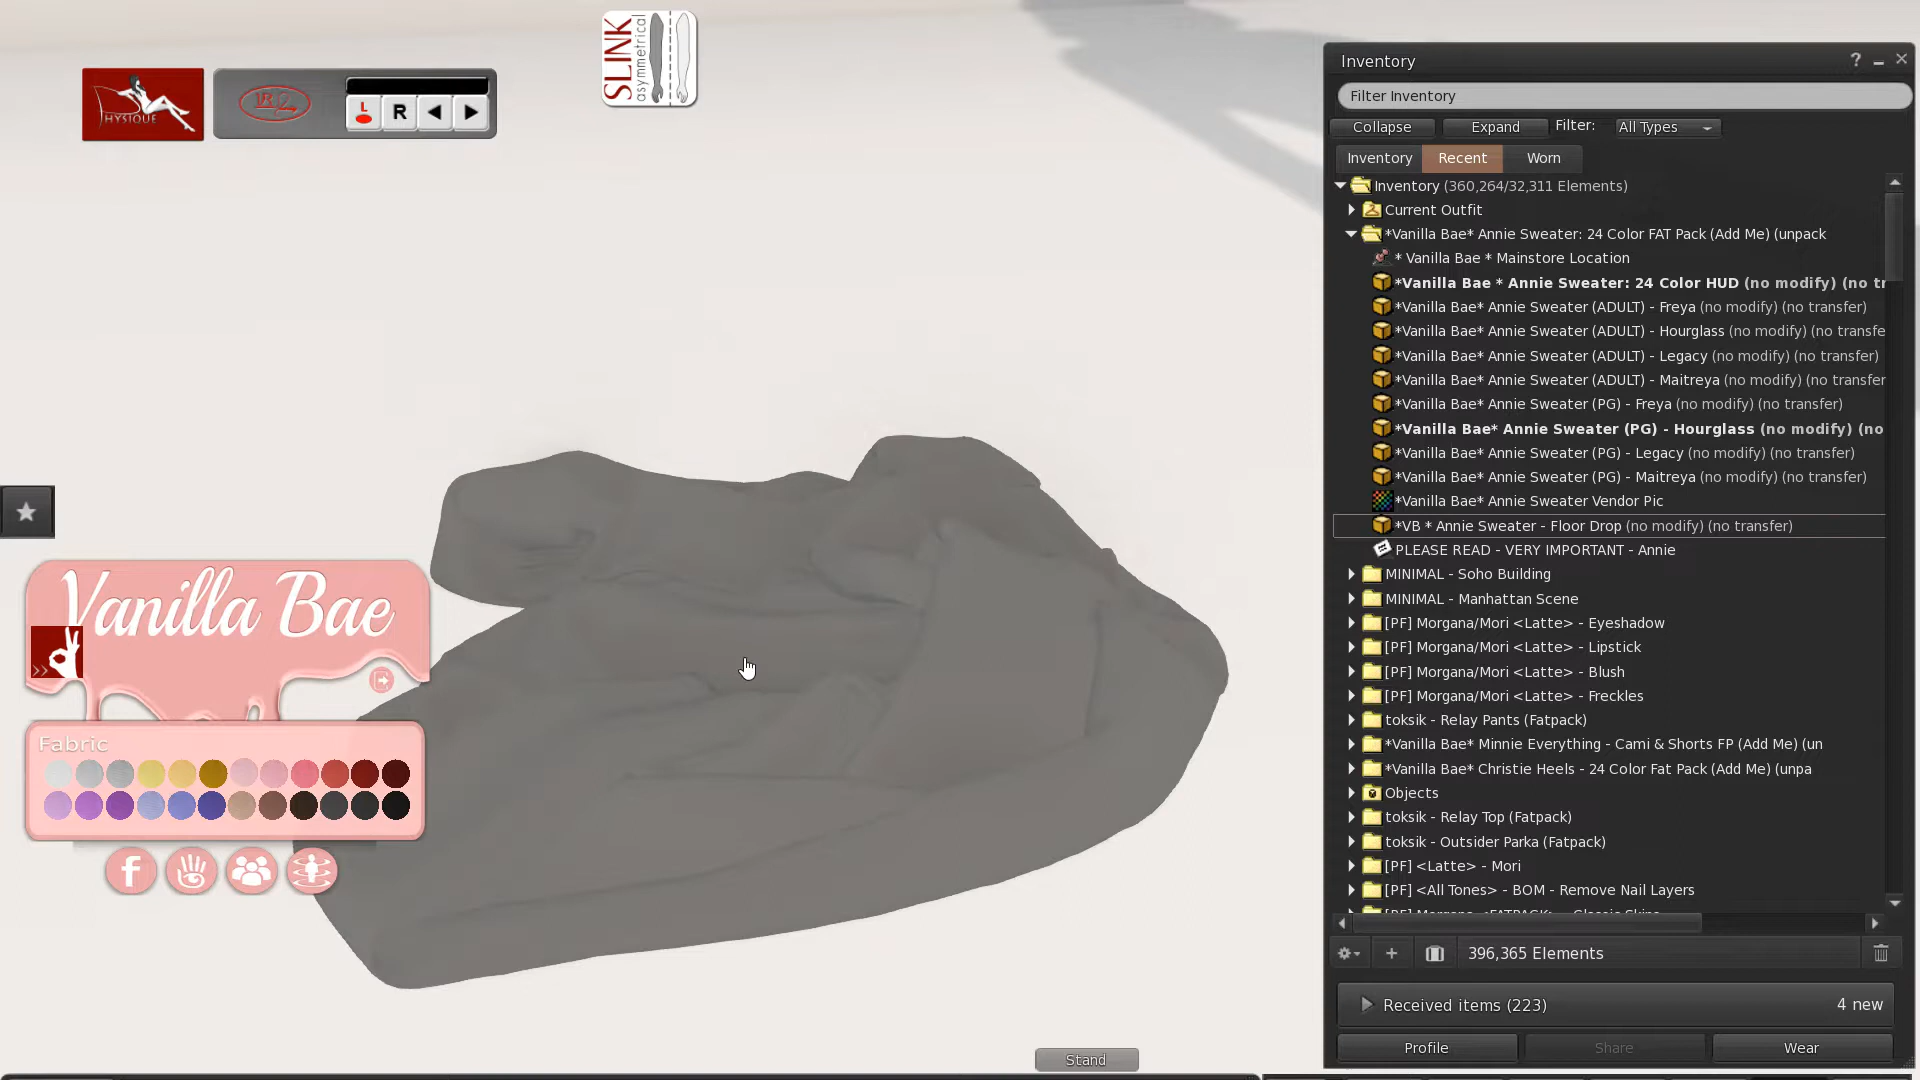 SLINK
asymmetrical
PHYSIQUE
L R
Vanilla Bae
Fabric
Stand
Inventory
Filter Inventory
Collapse Expand Filter: All Types
Inventory Recent Worn
Inventory (360,264/32,311 Elements)
Current Outfit
*Vanilla Bae* Annie Sweater: 24 Color FAT Pack (Add Me) (unpack
* Vanilla Bae * Mainstore Location
*Vanilla Bae * Annie Sweater: 24 Color HUD (no modify) (no tr
*Vanilla Bae* Annie Sweater (ADULT) - Freya (no modify) (no transfer)
*Vanilla Bae* Annie Sweater (ADULT) - Hourglass (no modify) (no transfe
*Vanilla Bae* Annie Sweater (ADULT) - Legacy (no modify) (no transfer)
*Vanilla Bae* Annie Sweater (ADULT) - Maitreya (no modify) (no transfer
*Vanilla Bae* Annie Sweater (PG) - Freya (no modify) (no transfer)
*Vanilla Bae* Annie Sweater (PG) - Hourglass (no modify) (no
*Vanilla Bae* Annie Sweater (PG) - Legacy (no modify) (no transfer)
*Vanilla Bae* Annie Sweater (PG) - Maitreya (no modify) (no transfer)
*Vanilla Bae* Annie Sweater Vendor Pic
*VB * Annie Sweater - Floor Drop (no modify) (no transfer)
PLEASE READ - VERY IMPORTANT - Annie
MINIMAL - Soho Building
MINIMAL - Manhattan Scene
[PF] Morgana/Mori <Latte> - Eyeshadow
[PF] Morgana/Mori <Latte> - Lipstick
[PF] Morgana/Mori <Latte> - Blush
[PF] Morgana/Mori <Latte> - Freckles
toksik - Relay Pants (Fatpack)
*Vanilla Bae* Minnie Everything - Cami & Shorts FP (Add Me) (un
*Vanilla Bae* Christie Heels - 24 Color Fat Pack (Add Me) (unpa
Objects
toksik - Relay Top (Fatpack)
toksik - Outsider Parka (Fatpack)
[PF] <Latte> - Mori
[PF] <All Tones> - BOM - Remove Nail Layers
[PF] Morgana <FATPACK> - Classic Skins
396,365 Elements
Received items (223) 4 new
Profile Share Wear